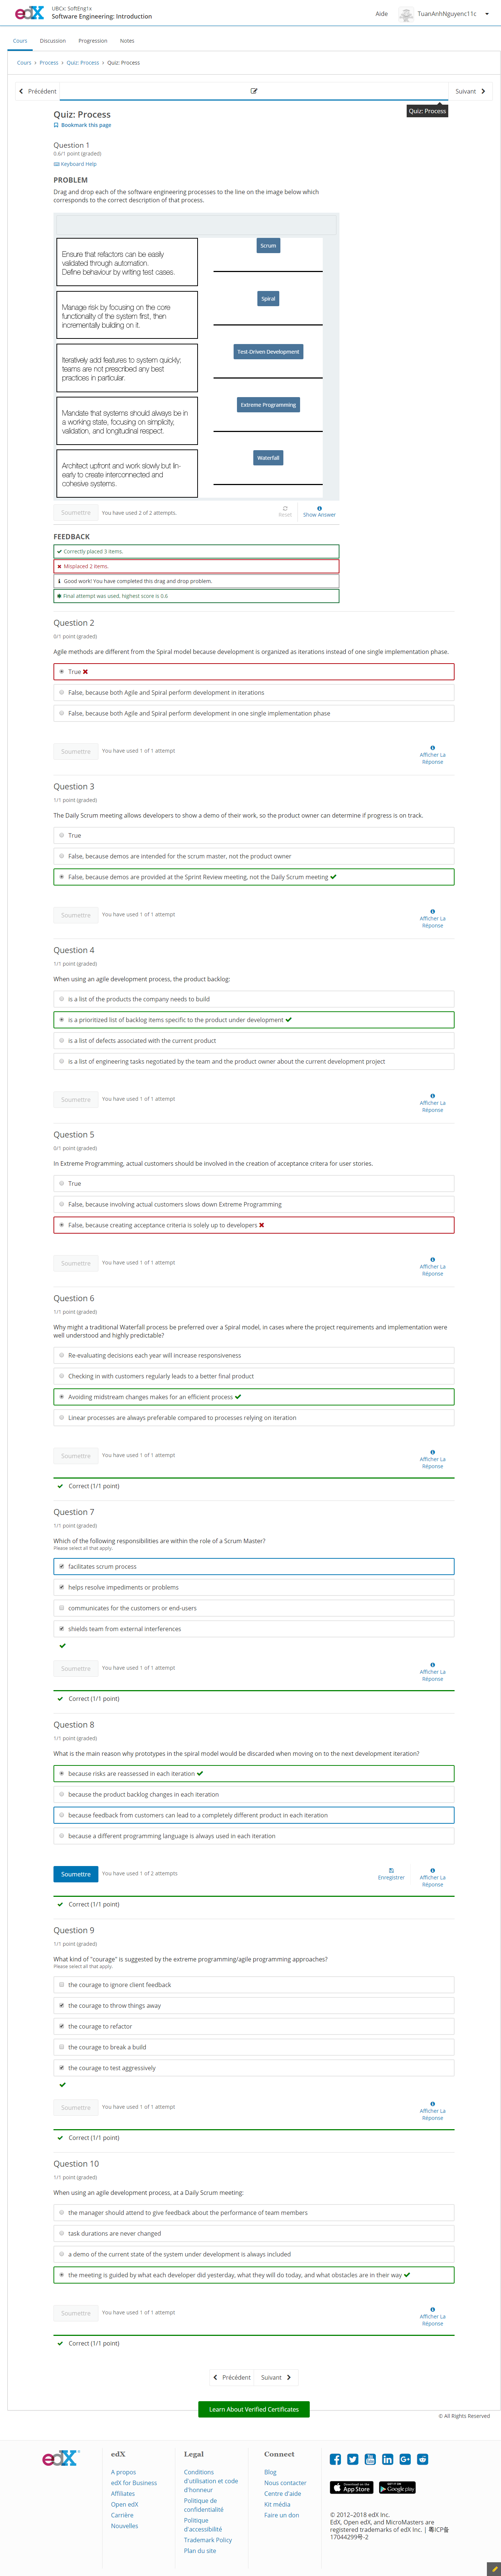 edX
UBCx: SoftEng1x
Software Engineering: Introduction
Aide
TuanAnhNguyenc11c
Cours
Discussion
Progression
Notes
Cours › Process › Quiz: Process › Quiz: Process
Précédent
Suivant
Quiz: Process
Quiz: Process
Bookmark this page
Question 1
0.6/1 point (graded)
Keyboard Help
PROBLEM
Drag and drop each of the software engineering processes to the line on the image below which
corresponds to the correct description of that process.
Ensure that refactors can be easily
validated through automation.
Define behaviour by writing test cases.
Scrum
Manage risk by focusing on the core
functionality of the system first, then
incrementally building on it.
Spiral
Iteratively add features to system quickly;
teams are not prescribed any best
practices in particular.
Test-Driven Development
Mandate that systems should always be in
a working state, focusing on simplicity,
validation, and longitudinal respect.
Extreme Programming
Architect upfront and work slowly but lin-
early to create interconnected and
cohesive systems.
Waterfall
Soumettre
You have used 2 of 2 attempts.
Reset
Show Answer
FEEDBACK
Correctly placed 3 items.
Misplaced 2 items.
Good work! You have completed this drag and drop problem.
Final attempt was used, highest score is 0.6
Question 2
0/1 point (graded)
Agile methods are different from the Spiral model because development is organized as iterations instead of one single implementation phase.
True
False, because both Agile and Spiral perform development in iterations
False, because both Agile and Spiral perform development in one single implementation phase
Soumettre
You have used 1 of 1 attempt
Afficher La
Réponse
Question 3
1/1 point (graded)
The Daily Scrum meeting allows developers to show a demo of their work, so the product owner can determine if progress is on track.
True
False, because demos are intended for the scrum master, not the product owner
False, because demos are provided at the Sprint Review meeting, not the Daily Scrum meeting
Soumettre
You have used 1 of 1 attempt
Afficher La
Réponse
Question 4
1/1 point (graded)
When using an agile development process, the product backlog:
is a list of the products the company needs to build
is a prioritized list of backlog items specific to the product under development
is a list of defects associated with the current product
is a list of engineering tasks negotiated by the team and the product owner about the current development project
Soumettre
You have used 1 of 1 attempt
Afficher La
Réponse
Question 5
0/1 point (graded)
In Extreme Programming, actual customers should be involved in the creation of acceptance critera for user stories.
True
False, because involving actual customers slows down Extreme Programming
False, because creating acceptance criteria is solely up to developers
Soumettre
You have used 1 of 1 attempt
Afficher La
Réponse
Question 6
1/1 point (graded)
Why might a traditional Waterfall process be preferred over a Spiral model, in cases where the project requirements and implementation were
well understood and highly predictable?
Re-evaluating decisions each year will increase responsiveness
Checking in with customers regularly leads to a better final product
Avoiding midstream changes makes for an efficient process
Linear processes are always preferable compared to processes relying on iteration
Soumettre
You have used 1 of 1 attempt
Afficher La
Réponse
Correct (1/1 point)
Question 7
1/1 point (graded)
Which of the following responsibilities are within the role of a Scrum Master?
Please select all that apply.
facilitates scrum process
helps resolve impediments or problems
communicates for the customers or end-users
shields team from external interferences
Soumettre
You have used 1 of 1 attempt
Afficher La
Réponse
Correct (1/1 point)
Question 8
1/1 point (graded)
What is the main reason why prototypes in the spiral model would be discarded when moving on to the next development iteration?
because risks are reassessed in each iteration
because the product backlog changes in each iteration
because feedback from customers can lead to a completely different product in each iteration
because a different programming language is always used in each iteration
Soumettre
You have used 1 of 2 attempts
Enregistrer
Afficher La
Réponse
Correct (1/1 point)
Question 9
1/1 point (graded)
What kind of "courage" is suggested by the extreme programming/agile programming approaches?
Please select all that apply.
the courage to ignore client feedback
the courage to throw things away
the courage to refactor
the courage to break a build
the courage to test aggressively
Soumettre
You have used 1 of 1 attempt
Afficher La
Réponse
Correct (1/1 point)
Question 10
1/1 point (graded)
When using an agile development process, at a Daily Scrum meeting:
the manager should attend to give feedback about the performance of team members
task durations are never changed
a demo of the current state of the system under development is always included
the meeting is guided by what each developer did yesterday, what they will do today, and what obstacles are in their way
Soumettre
You have used 1 of 1 attempt
Afficher La
Réponse
Correct (1/1 point)
Précédent
Suivant
Learn About Verified Certificates
© All Rights Reserved
edX
edX
A propos
edX for Business
Affiliates
Open edX
Carrière
Nouvelles
Legal
Conditions
d'utilisation et code
d'honneur
Politique de
confidentialité
Politique
d'accessibilité
Trademark Policy
Plan du site
Connect
Blog
Nous contacter
Centre d'aide
Kit média
Faire un don
App Store
Google play
© 2012–2018 edX Inc.
EdX, Open edX, and MicroMasters are
registered trademarks of edX Inc. | 粤ICP备
17044299号-2